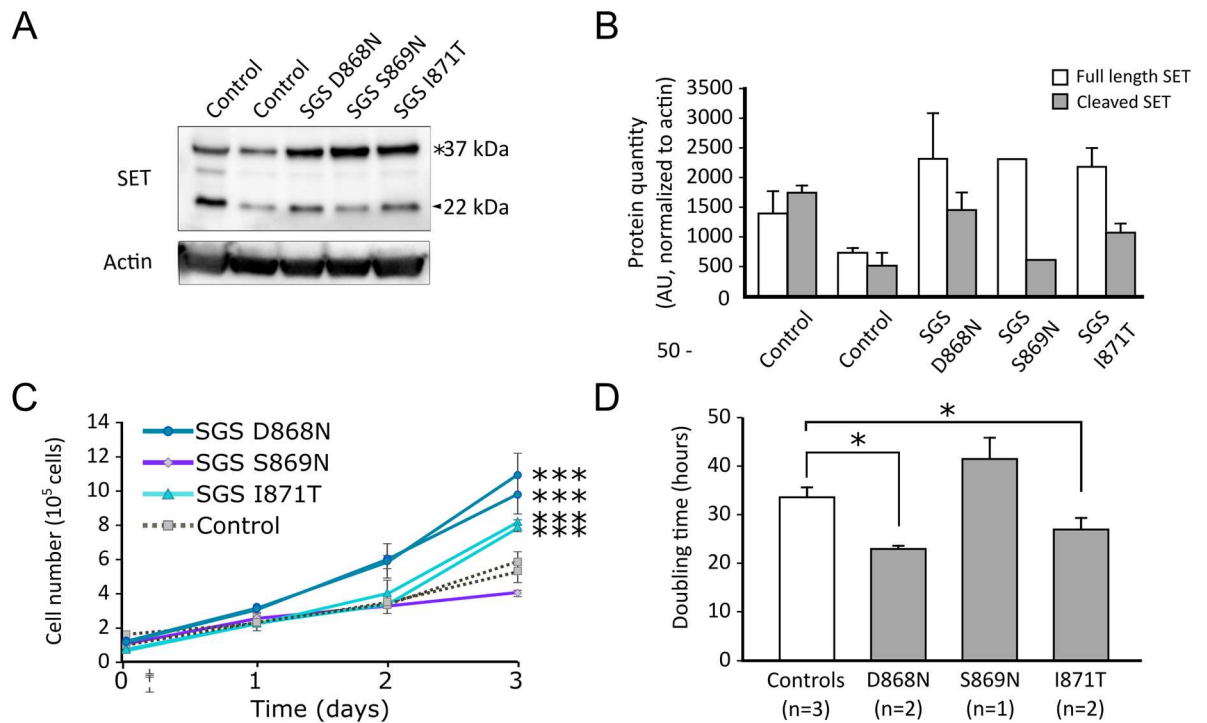 A
Control
Control
SGS D868N
SGS S869N
SGS I871T
SET
*37 kDa
◄22 kDa
Actin
B
Full length SET
Cleaved SET
Protein quantity
(AU, normalized to actin)
3500
3000
2500
2000
1500
1000
500
0
Control
Control
SGS
D868N
SGS
S869N
SGS
I871T
50 -
C
SGS D868N
SGS S869N
SGS I871T
Control
Cell number (10⁵ cells)
14
12
10
8
6
4
2
0
0 1 2 3
Time (days)
***
***
***
***
D
Doubling time (hours)
50
40
30
20
10
0
*
*
Controls
(n=3)
D868N
(n=2)
S869N
(n=1)
I871T
(n=2)